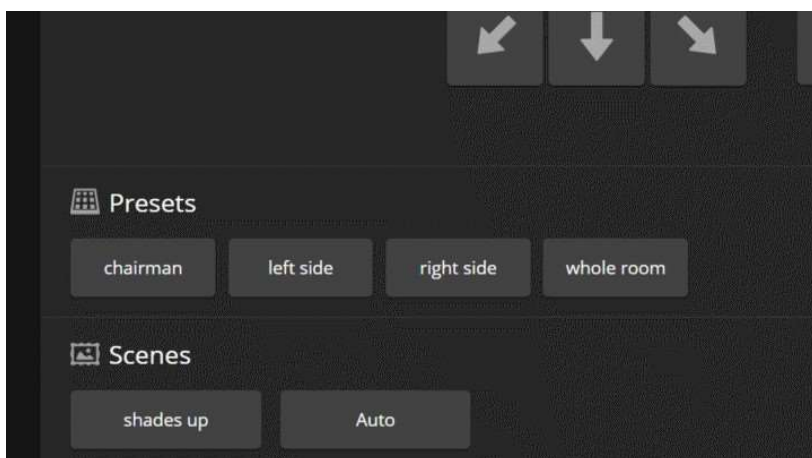 Presets
chairman left side right side whole room
Scenes
shades up Auto